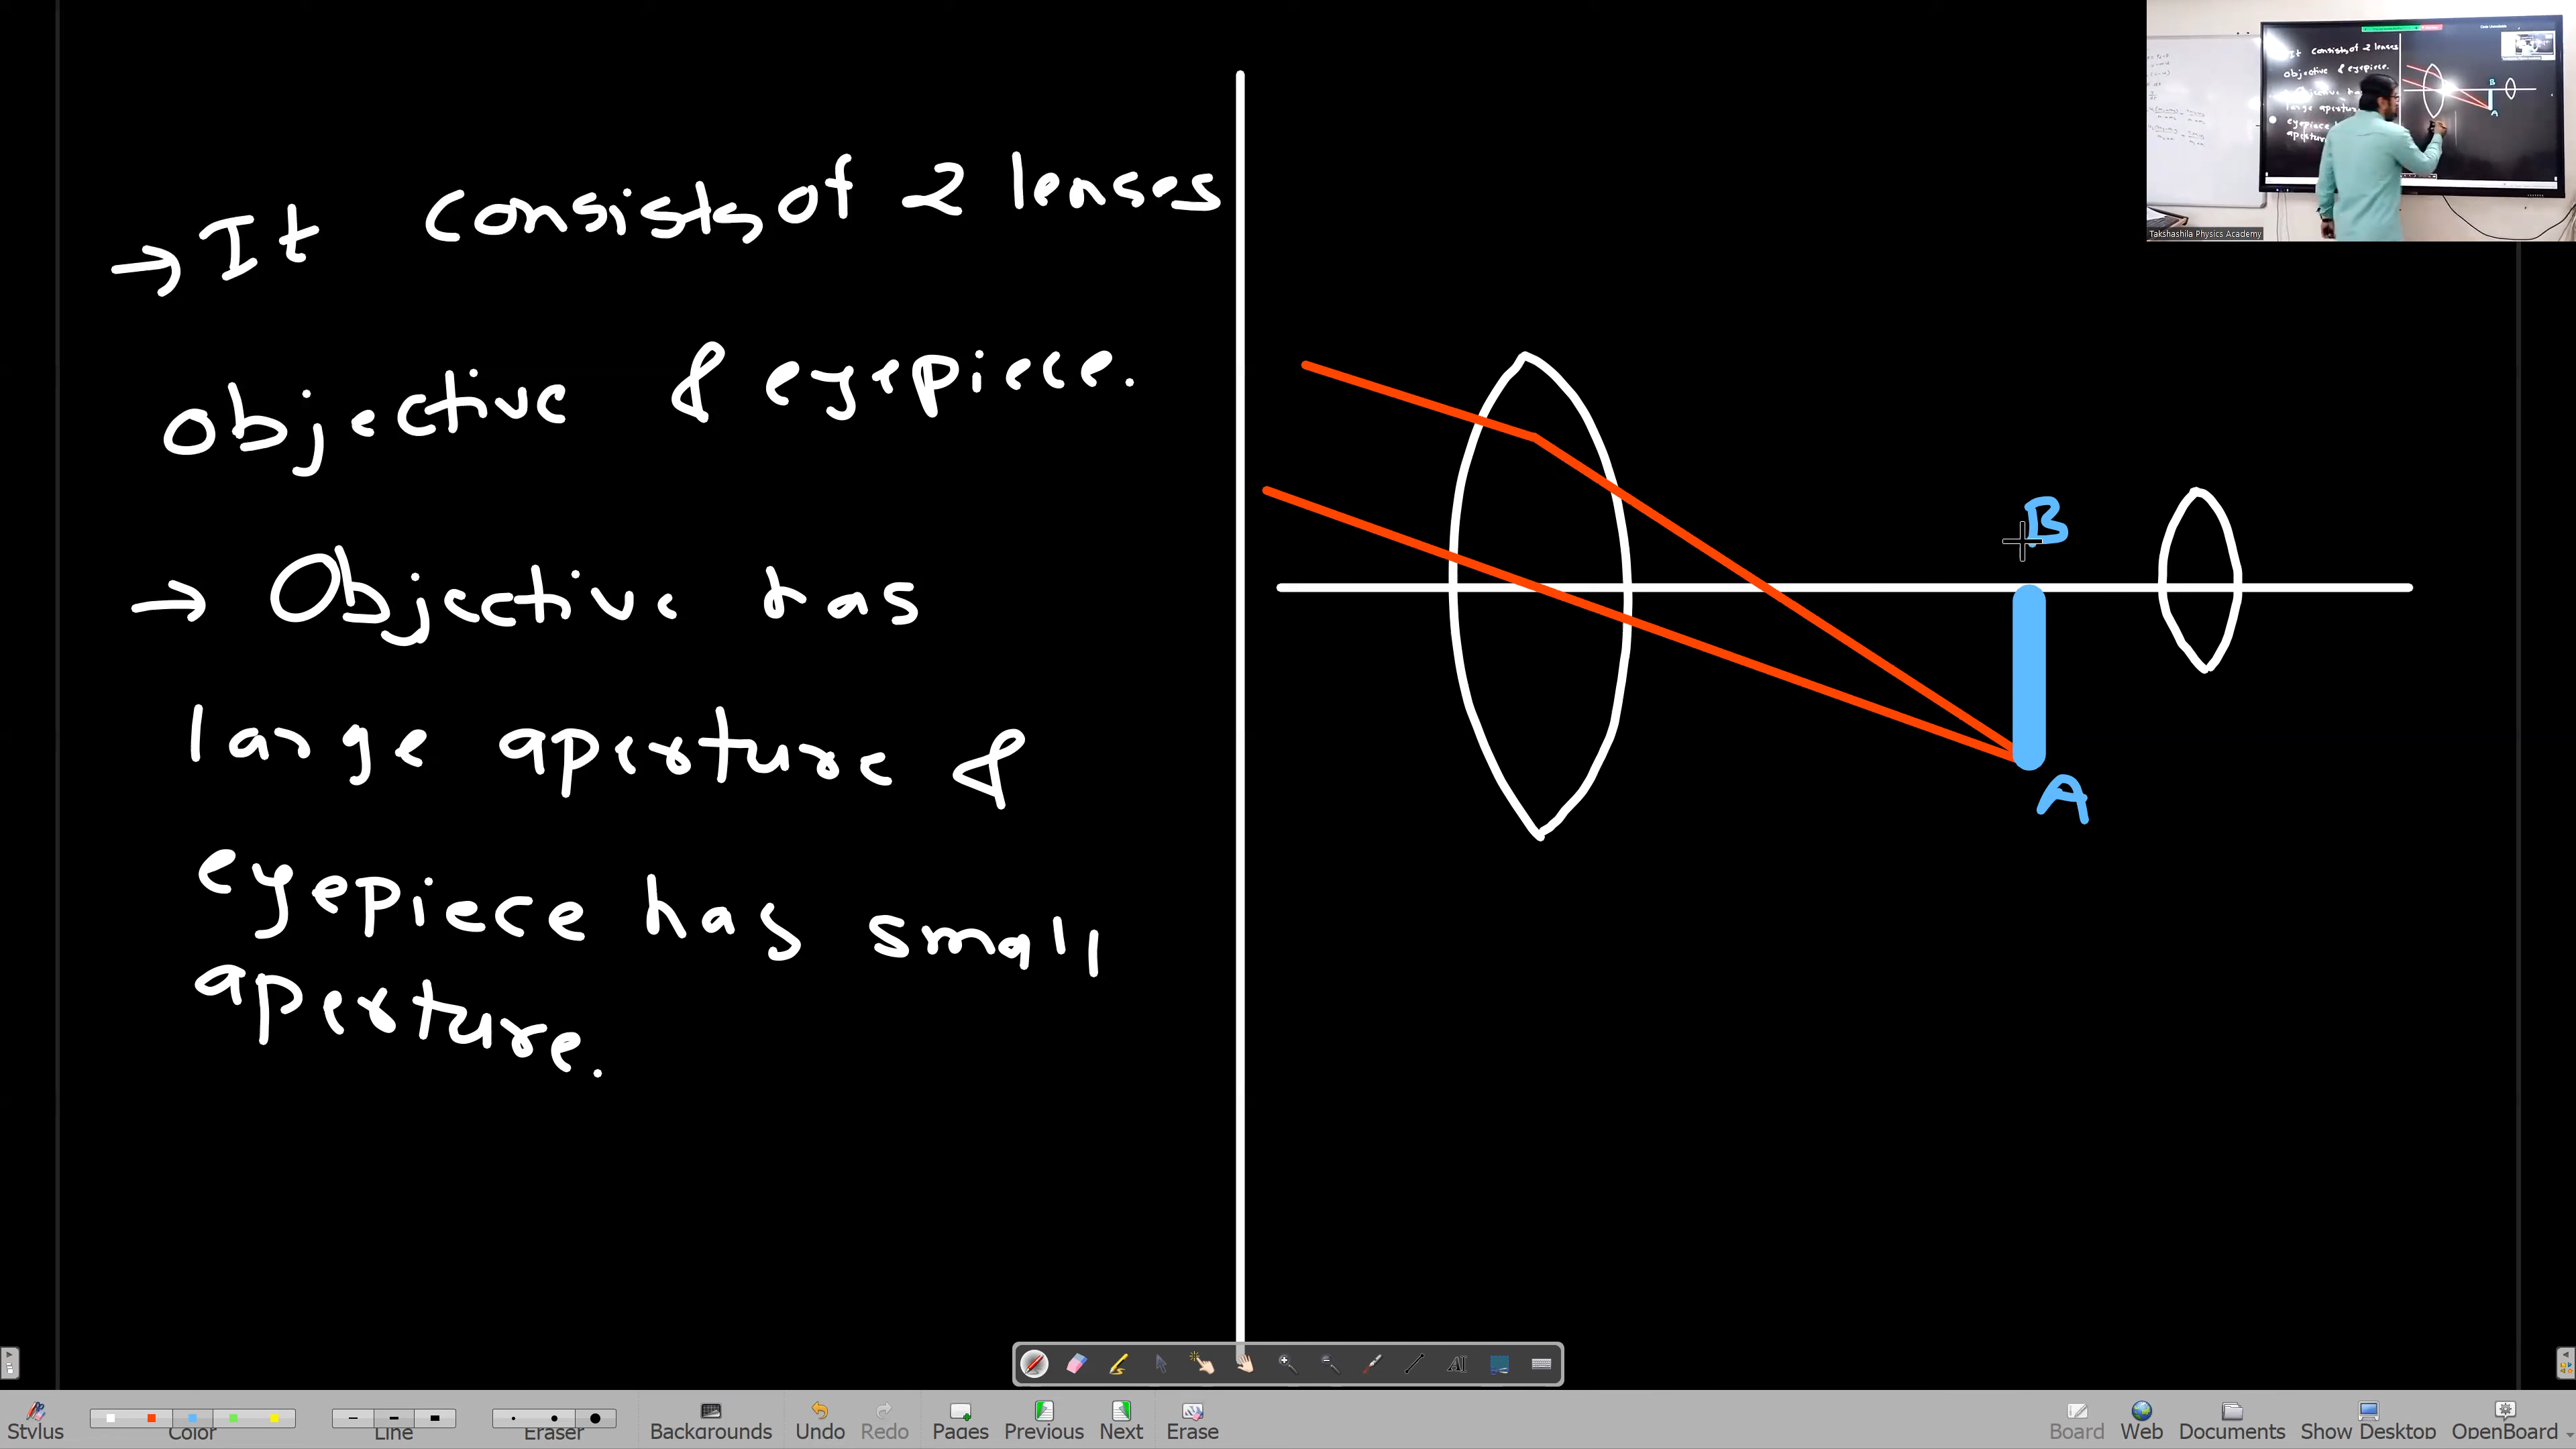 → It consists of 2 lenses
objective & eyepiece.
→ Objective has
large aperture &
eyepiece has small
aperture.
B
A
Takshashila Physics Academy
Stylus
Color
Line
Eraser
Backgrounds
Undo
Redo
Pages
Previous
Next
Erase
Board
Web
Documents
Show Desktop
OpenBoard